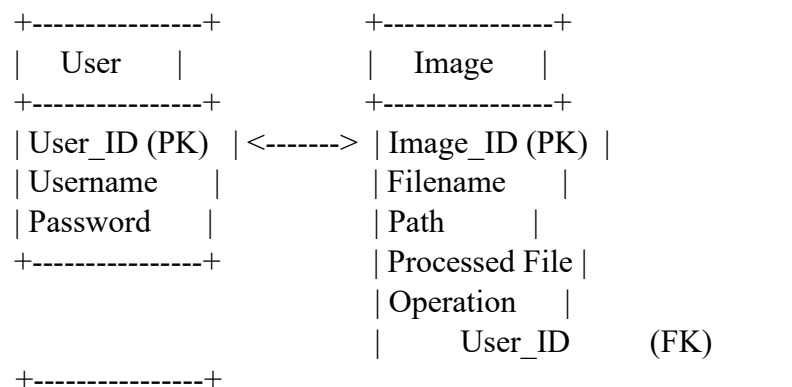 +----------------+ +----------------+
| User | | Image |
+----------------+ +----------------+
| User_ID (PK) | <-------> | Image_ID (PK) |
| Username | | Filename |
| Password | | Path |
+----------------+ | Processed File |
| Operation |
| User_ID (FK)
+----------------+